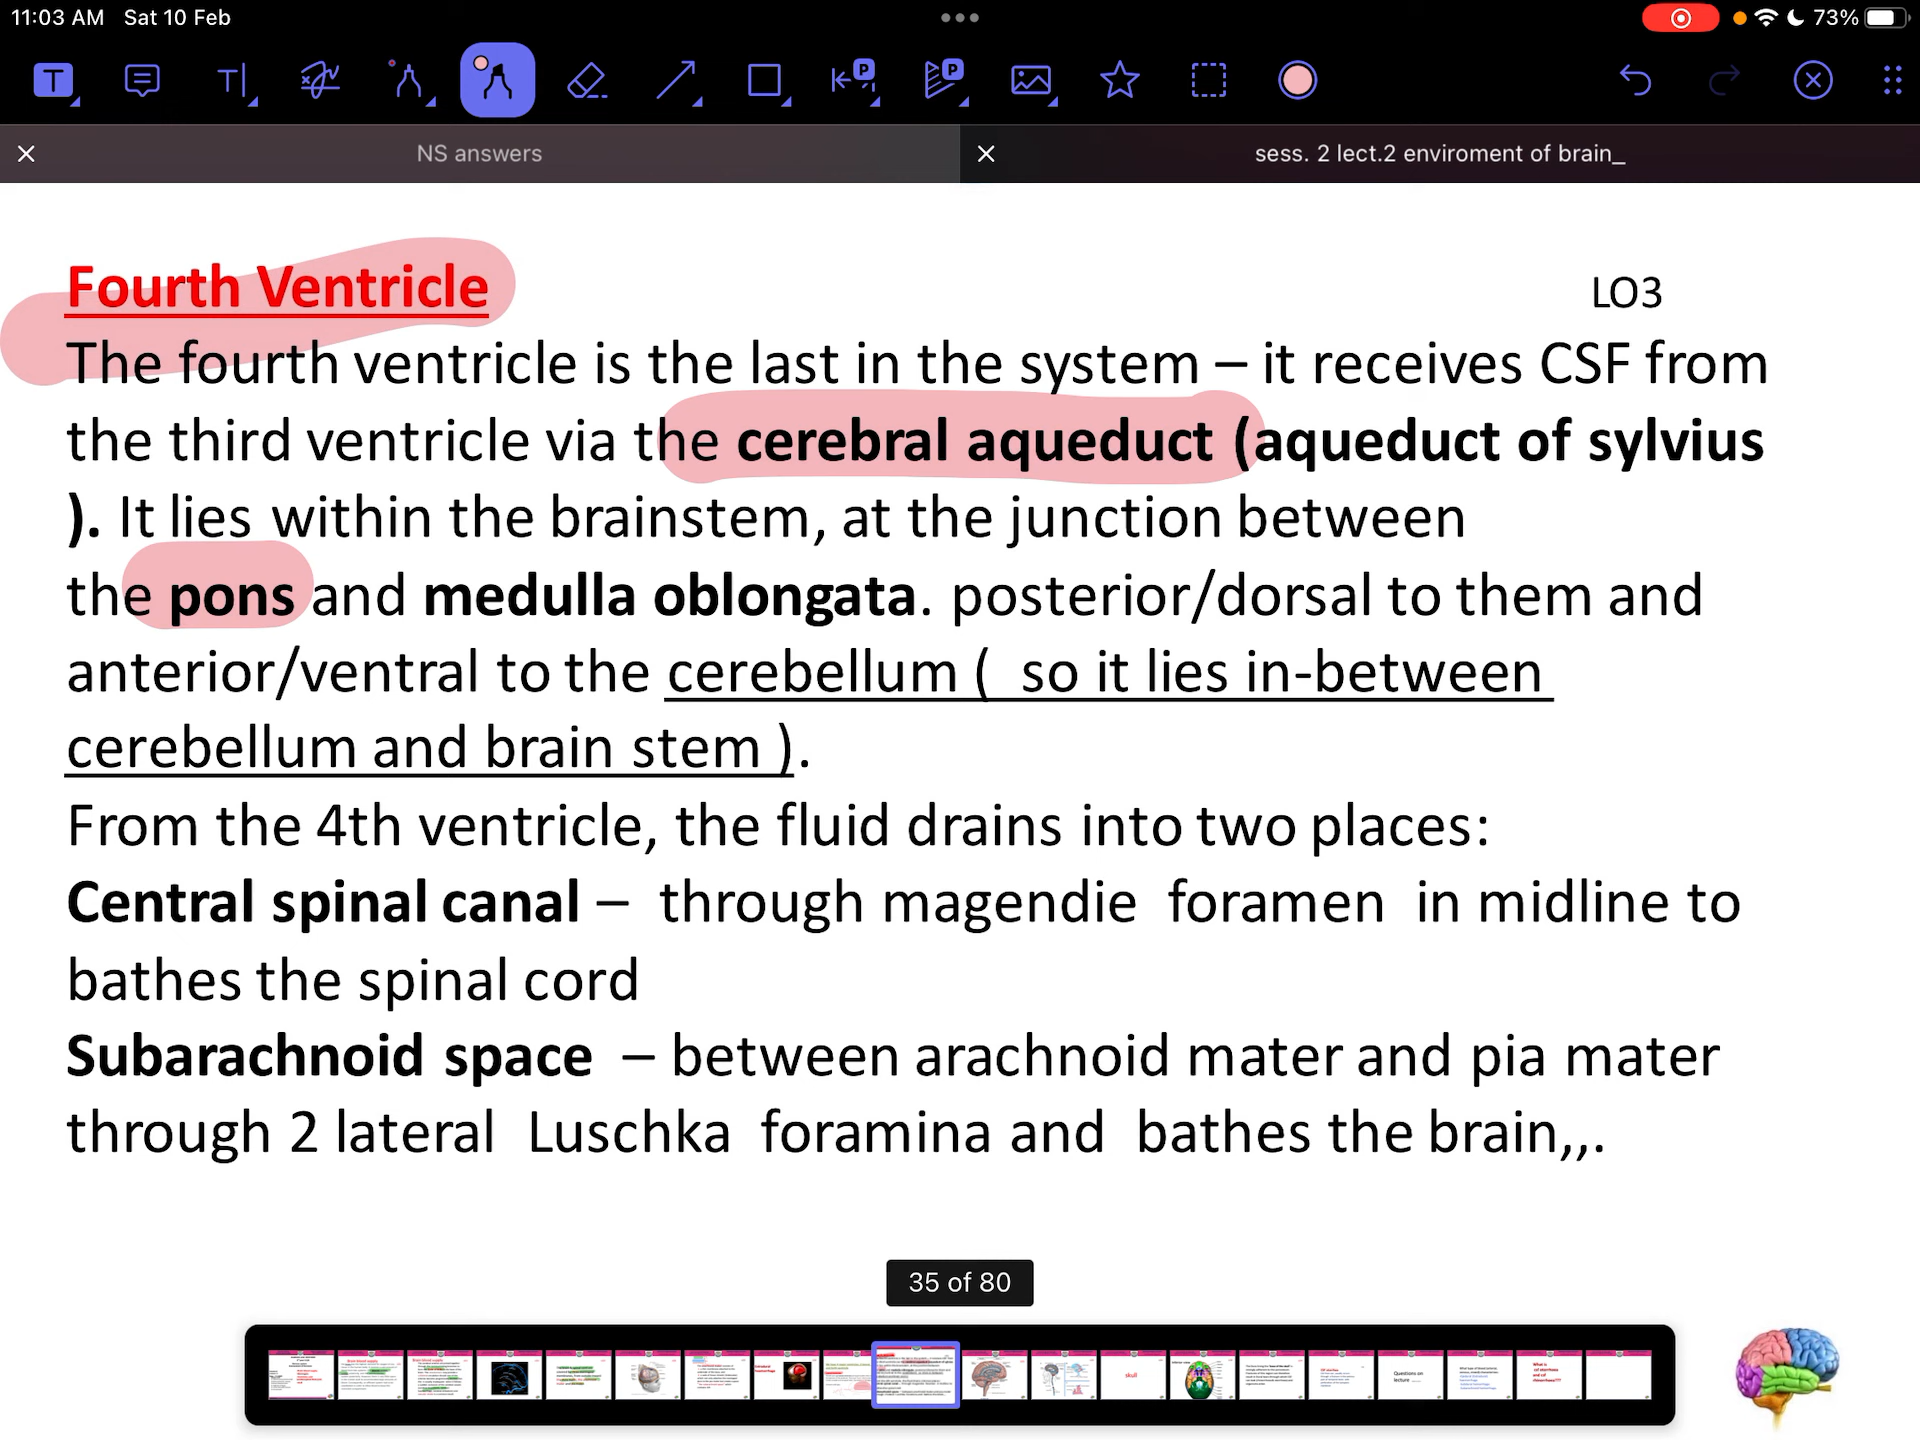 11:03 AM Sat 10 Feb
73%
NS answers
sess. 2 lect.2 enviroment of brain_
Fourth Ventricle
LO3
The fourth ventricle is the last in the system – it receives CSF from
the third ventricle via the cerebral aqueduct (aqueduct of sylvius
). It lies within the brainstem, at the junction between
the pons and medulla oblongata. posterior/dorsal to them and
anterior/ventral to the cerebellum ( so it lies in-between
cerebellum and brain stem ).
From the 4th ventricle, the fluid drains into two places:
Central spinal canal – through magendie foramen in midline to
bathes the spinal cord
Subarachnoid space – between arachnoid mater and pia mater
through 2 lateral Luschka foramina and bathes the brain,,.
35 of 80
skull
Questions on
lecture